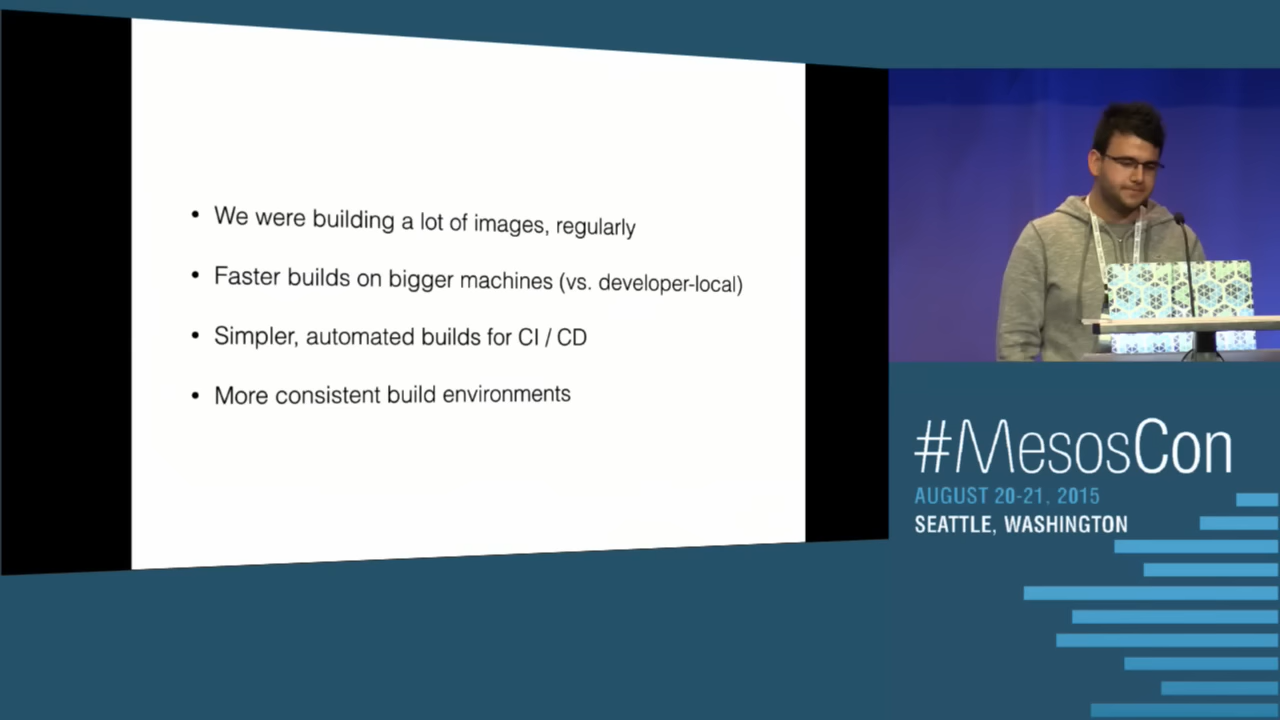 • We were building a lot of images, regularly
• Faster builds on bigger machines (vs. developer-local)
• Simpler, automated builds for CI / CD
• More consistent build environments
#MesosCon
AUGUST 20-21, 2015
SEATTLE, WASHINGTON